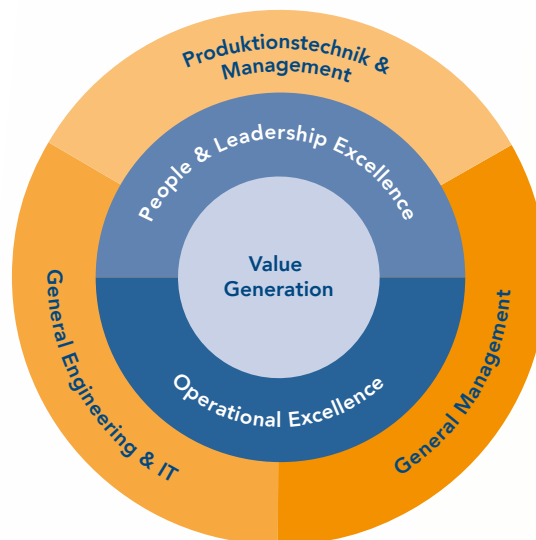 Produktionstechnik &
Management
People & Leadership Excellence
Value
Generation
Operational Excellence
General Engineering & IT
General Management